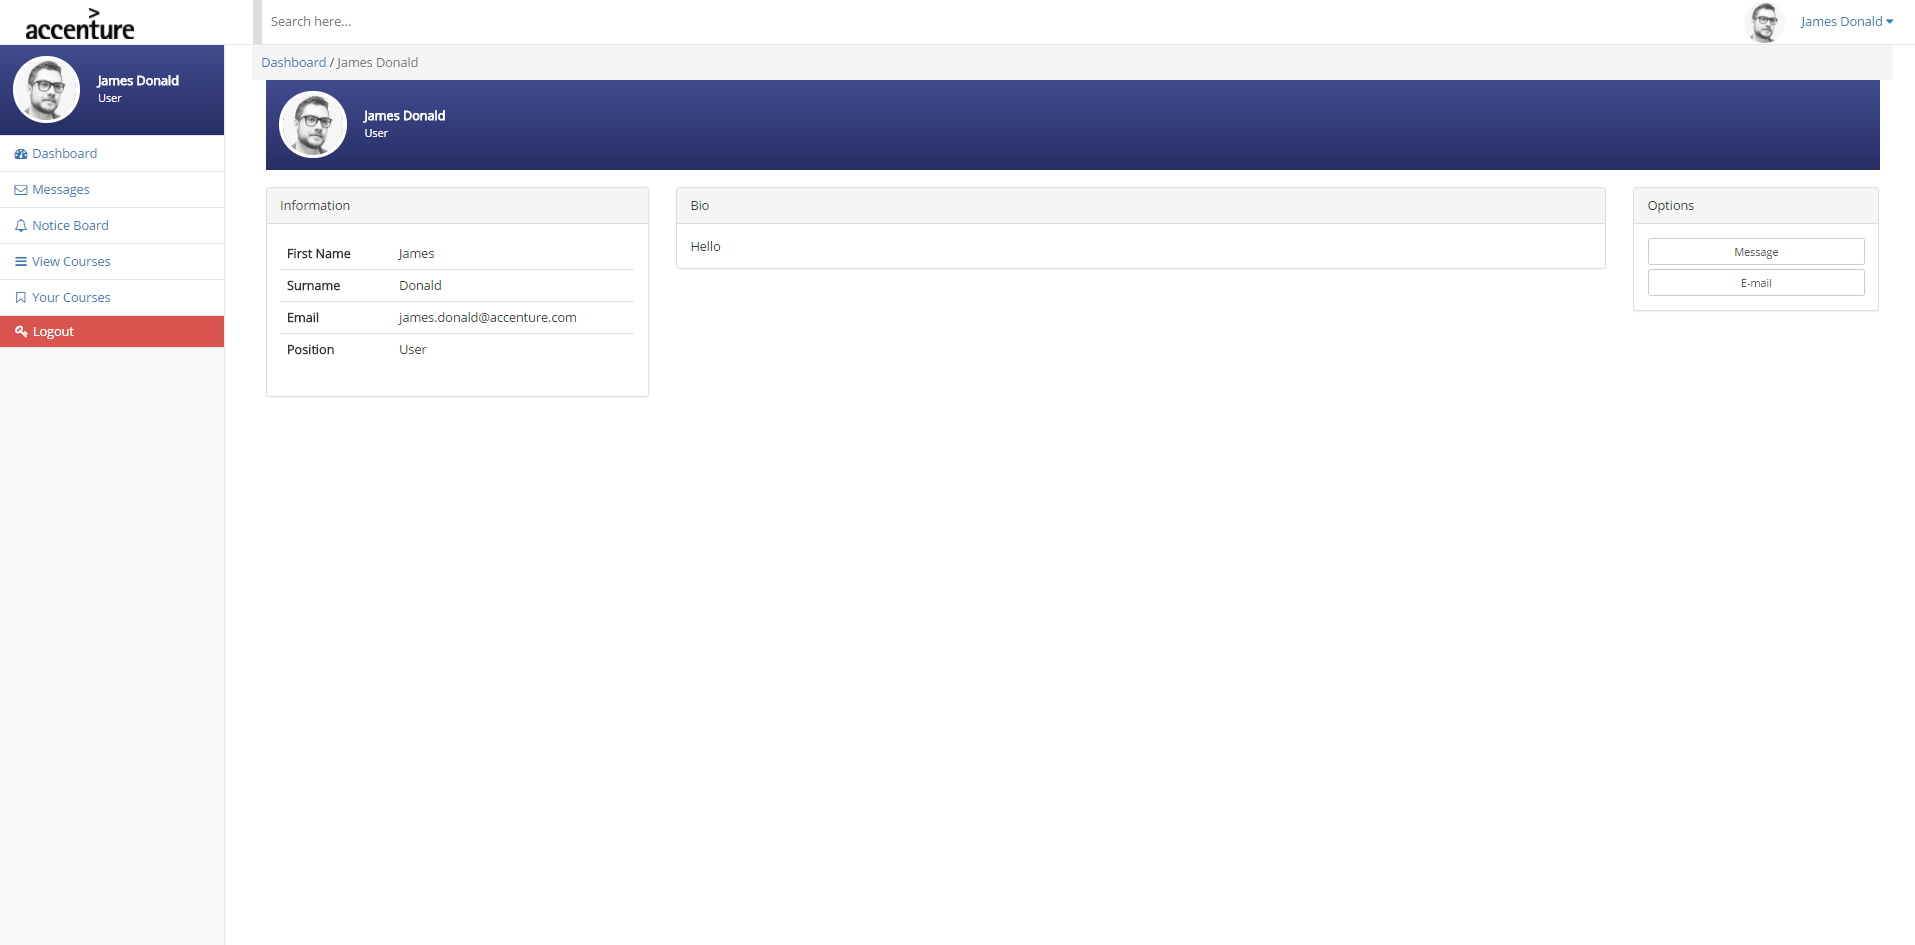 accenture
Search here...
James Donald
James Donald
User
Dashboard
Messages
Notice Board
View Courses
Your Courses
Logout
Dashboard / James Donald
James Donald
User
Information
First Name James
Surname Donald
Email james.donald@accenture.com
Position User
Bio
Hello
Options
Message
E-mail